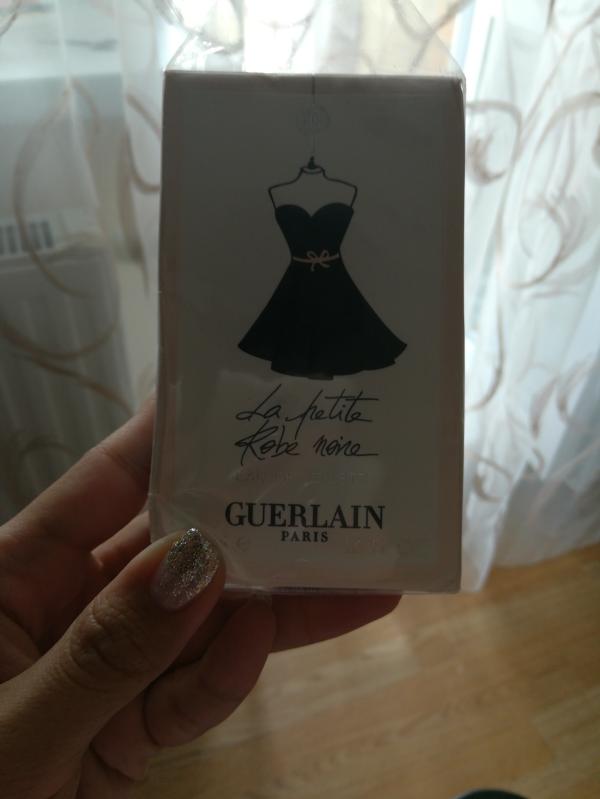 La petite
Robe noire
GUERLAIN
PARIS